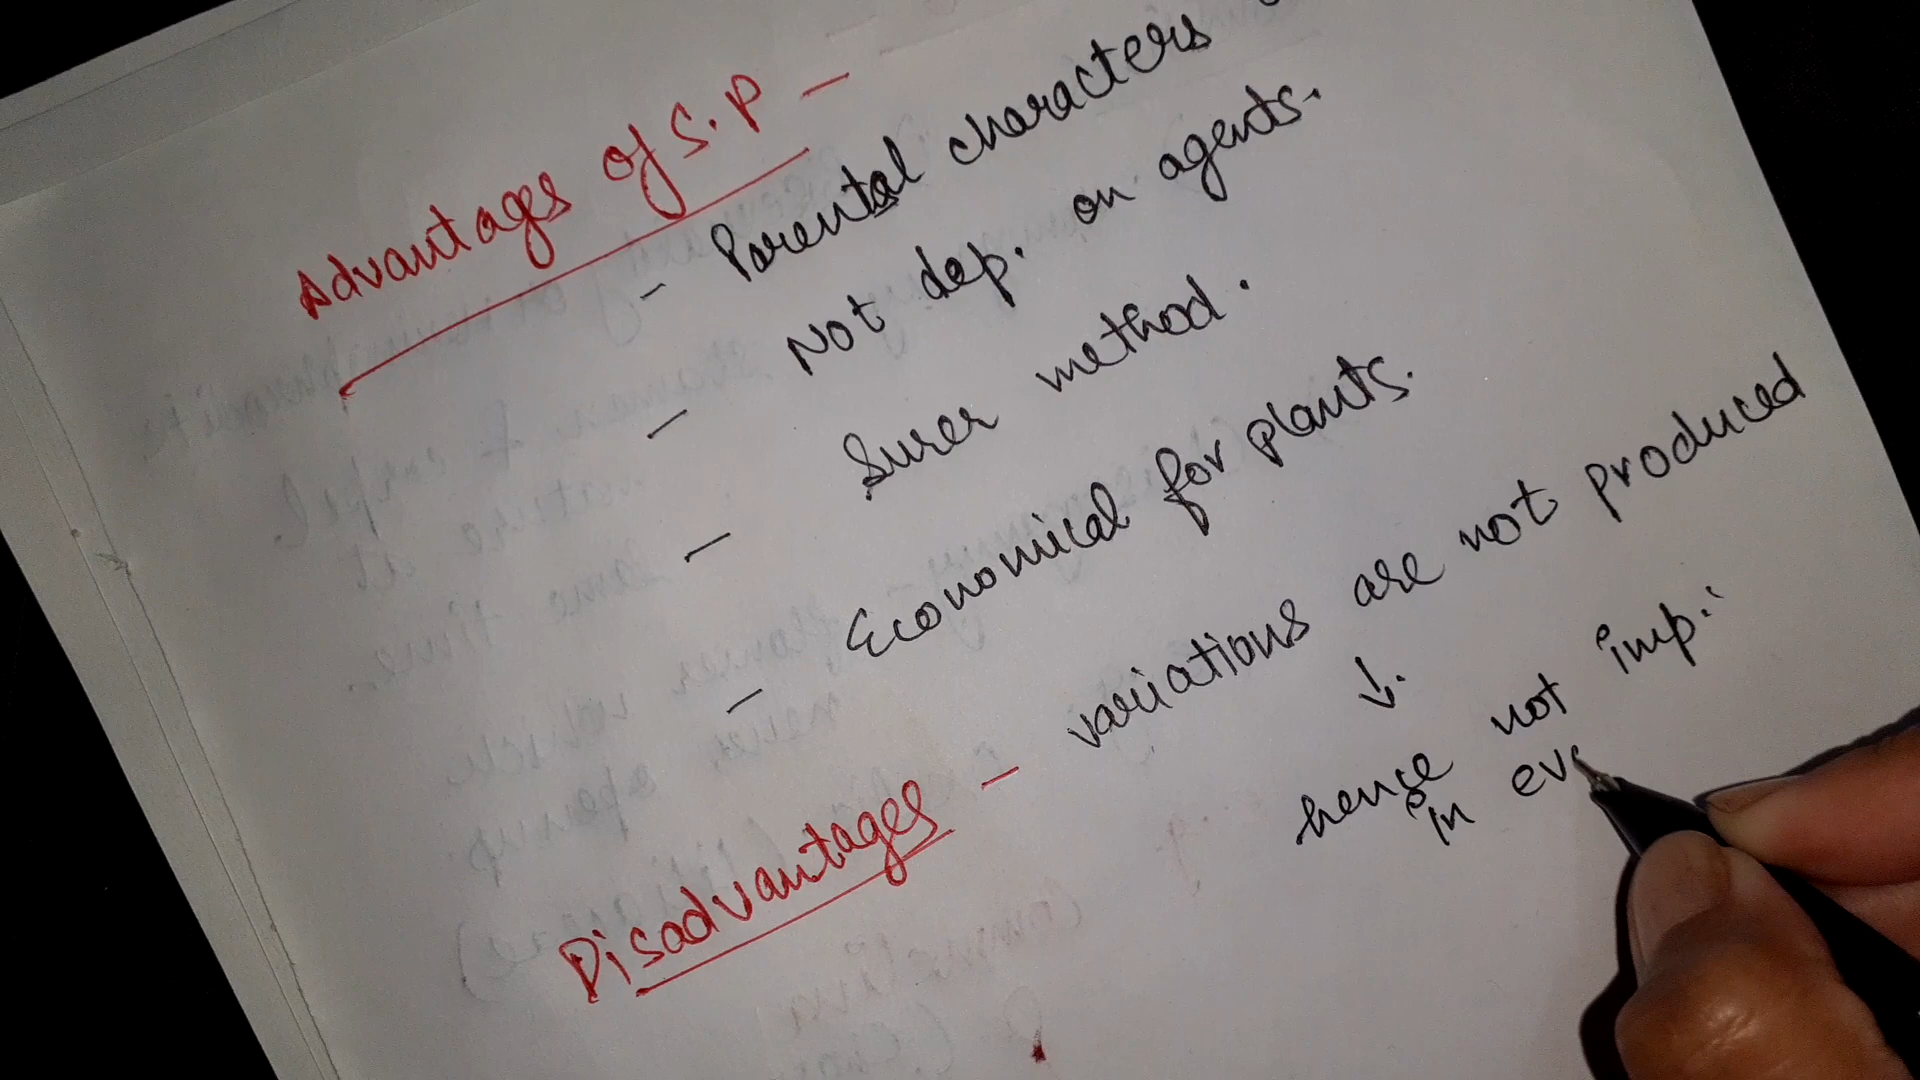 Advantages of S.P -
- Parental characters
- Not dep. on agents.
- Surer method.
- Economical for plants.
Disadvantages - variations are not produced
↓.
hence not imp.
in evo